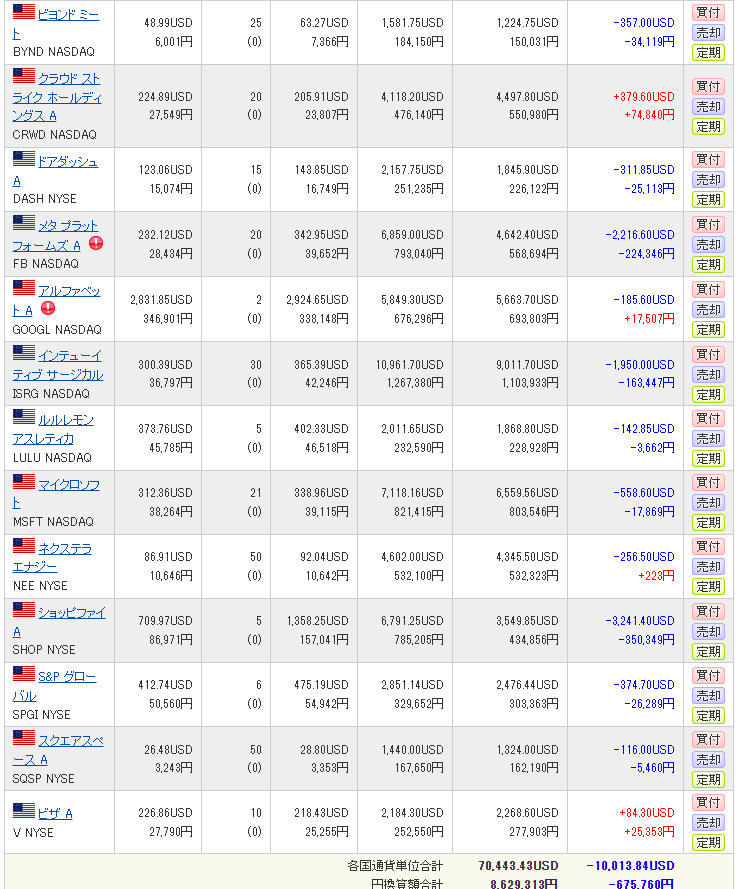 ビヨンド ミー 48.99USD 25 63.27USD 1,581.75USD 1,224.75USD -357.00USD 買付
ト 6,001円 (0) 7,366円 184,150円 150,031円 -34,119円 売却
BYND NASDAQ 定期
クラウド スト 224.89USD 20 205.91USD 4,118.20USD 4,497.80USD +379.60USD 買付
ライク ホールディ 27,549円 (0) 23,807円 476,140円 550,980円 +74,840円 売却
ングス A 定期
CRWD NASDAQ
ドアダッシュ 123.06USD 15 143.85USD 2,157.75USD 1,845.90USD -311.85USD 買付
A 15,074円 (0) 16,749円 251,235円 226,122円 -25,113円 売却
DASH NYSE 定期
メタ プラット 232.12USD 20 342.95USD 6,859.00USD 4,642.40USD -2,216.60USD 買付
フォームズ A 28,434円 (0) 39,652円 793,040円 568,694円 -224,346円 売却
FB NASDAQ 定期
アルファベッ 2,831.85USD 2 2,924.65USD 5,849.30USD 5,663.70USD -185.60USD 買付
ト A 346,901円 (0) 338,148円 676,296円 693,803円 +17,507円 売却
GOOGL NASDAQ 定期
インテューイ 300.39USD 30 365.39USD 10,961.70USD 9,011.70USD -1,950.00USD 買付
ティブ サージカル 36,797円 (0) 42,246円 1,267,380円 1,103,933円 -163,447円 売却
ISRG NASDAQ 定期
ルルレモン 373.76USD 5 402.33USD 2,011.65USD 1,868.80USD -142.85USD 買付
アスレティカ 45,785円 (0) 46,518円 232,590円 228,928円 -3,662円 売却
LULU NASDAQ 定期
マイクロソフ 312.36USD 21 338.96USD 7,118.16USD 6,559.56USD -558.60USD 買付
ト 38,264円 (0) 39,115円 821,415円 803,546円 -17,869円 売却
MSFT NASDAQ 定期
ネクステラ 86.91USD 50 92.04USD 4,602.00USD 4,345.50USD -256.50USD 買付
エナジー 10,646円 (0) 10,642円 532,100円 532,323円 +223円 売却
NEE NYSE 定期
ショッピファイ 709.97USD 5 1,358.25USD 6,791.25USD 3,549.85USD -3,241.40USD 買付
A 86,971円 (0) 157,041円 785,205円 434,856円 -350,349円 売却
SHOP NYSE 定期
S&P グロー 412.74USD 6 475.19USD 2,851.14USD 2,476.44USD -374.70USD 買付
バル 50,560円 (0) 54,942円 329,652円 303,363円 -26,289円 売却
SPGI NYSE 定期
スクエアスペ 26.48USD 50 28.80USD 1,440.00USD 1,324.00USD -116.00USD 買付
ース A 3,243円 (0) 3,353円 167,650円 162,190円 -5,460円 売却
SQSP NYSE 定期
ビザ A 226.86USD 10 218.43USD 2,184.30USD 2,268.60USD +84.30USD 買付
V NYSE 27,790円 (0) 25,255円 252,550円 277,903円 +25,353円 売却
定期
各国通貨単位合計 70,443.43USD -10,013.84USD
円換算額合計 8,629,313円 -675,760円